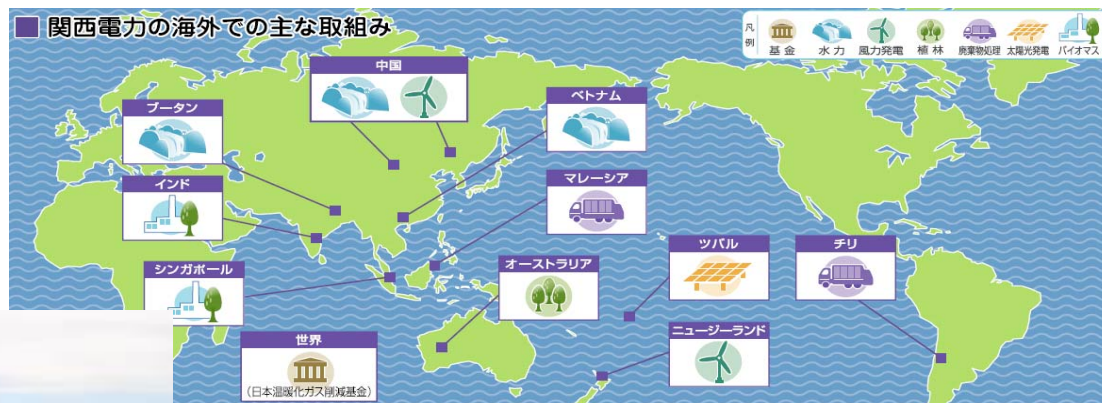 関西電力の海外での主な取組み
凡例
基金
水力
風力発電
植林
廃棄物処理
太陽光発電
バイオマス
中国
ブータン
ベトナム
インド
マレーシア
シンガポール
オーストラリア
ツバル
チリ
世界
(日本温暖化ガス削減基金)
ニュージーランド